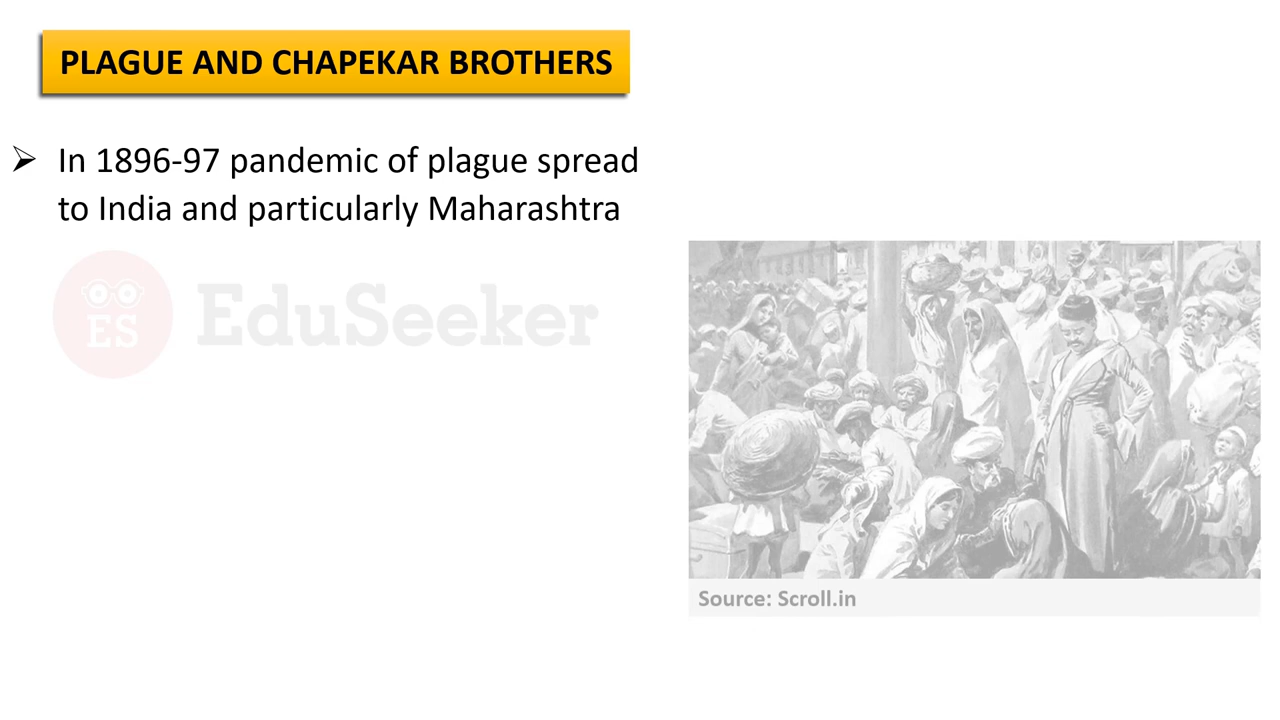 PLAGUE AND CHAPEKAR BROTHERS
➢ In 1896-97 pandemic of plague spread
to India and particularly Maharashtra
ES
EduSeeker
Source: Scroll.in